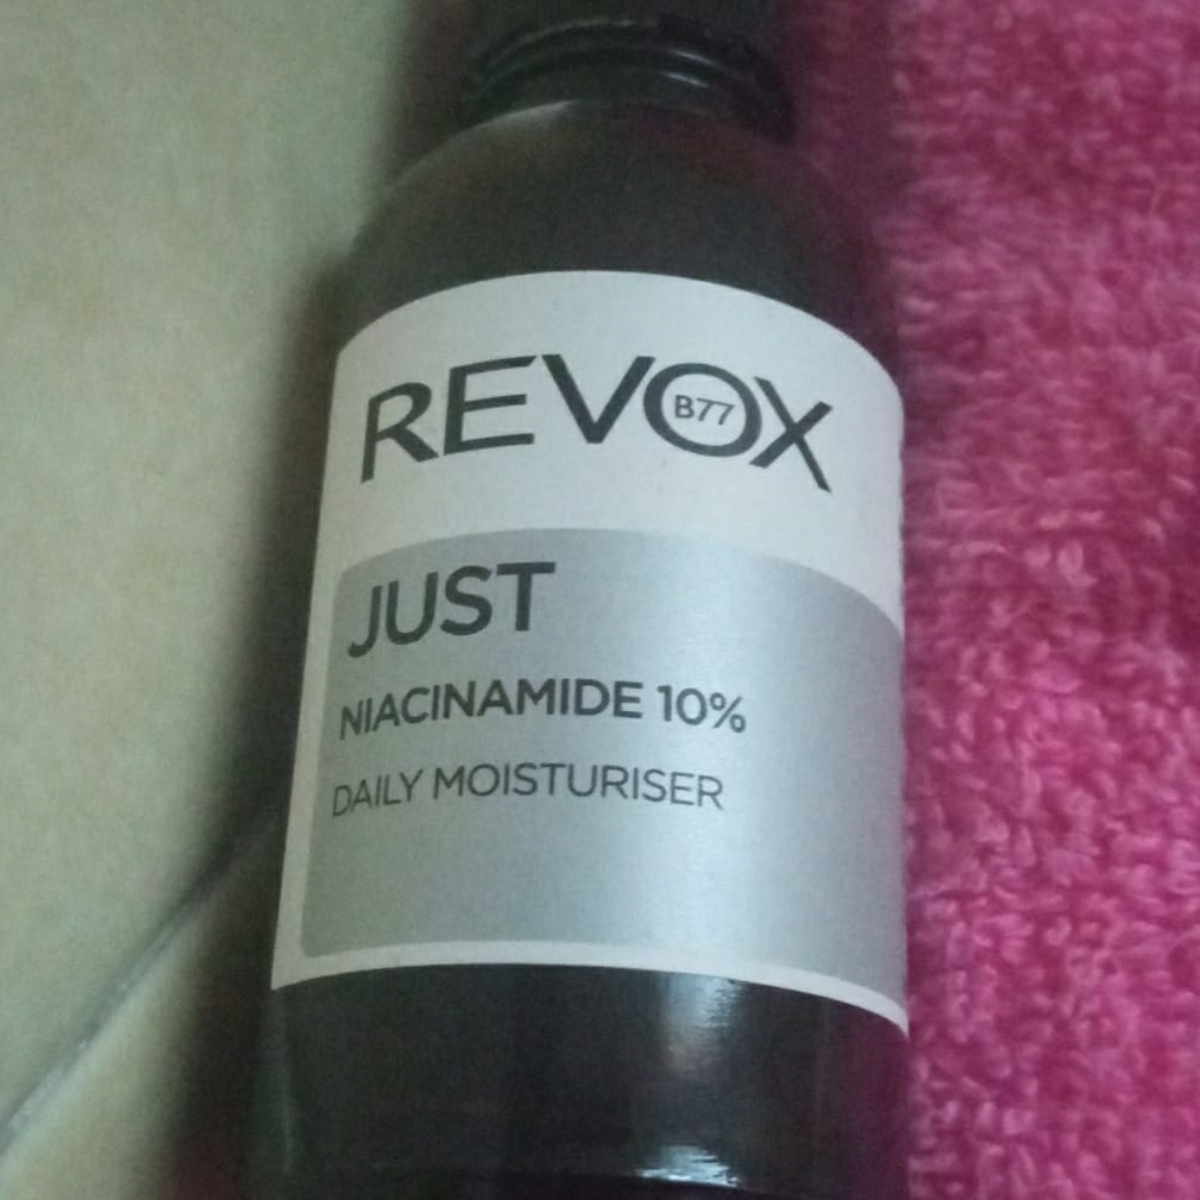 REVOX
B77
JUST
NIACINAMIDE 10%
DAILY MOISTURISER